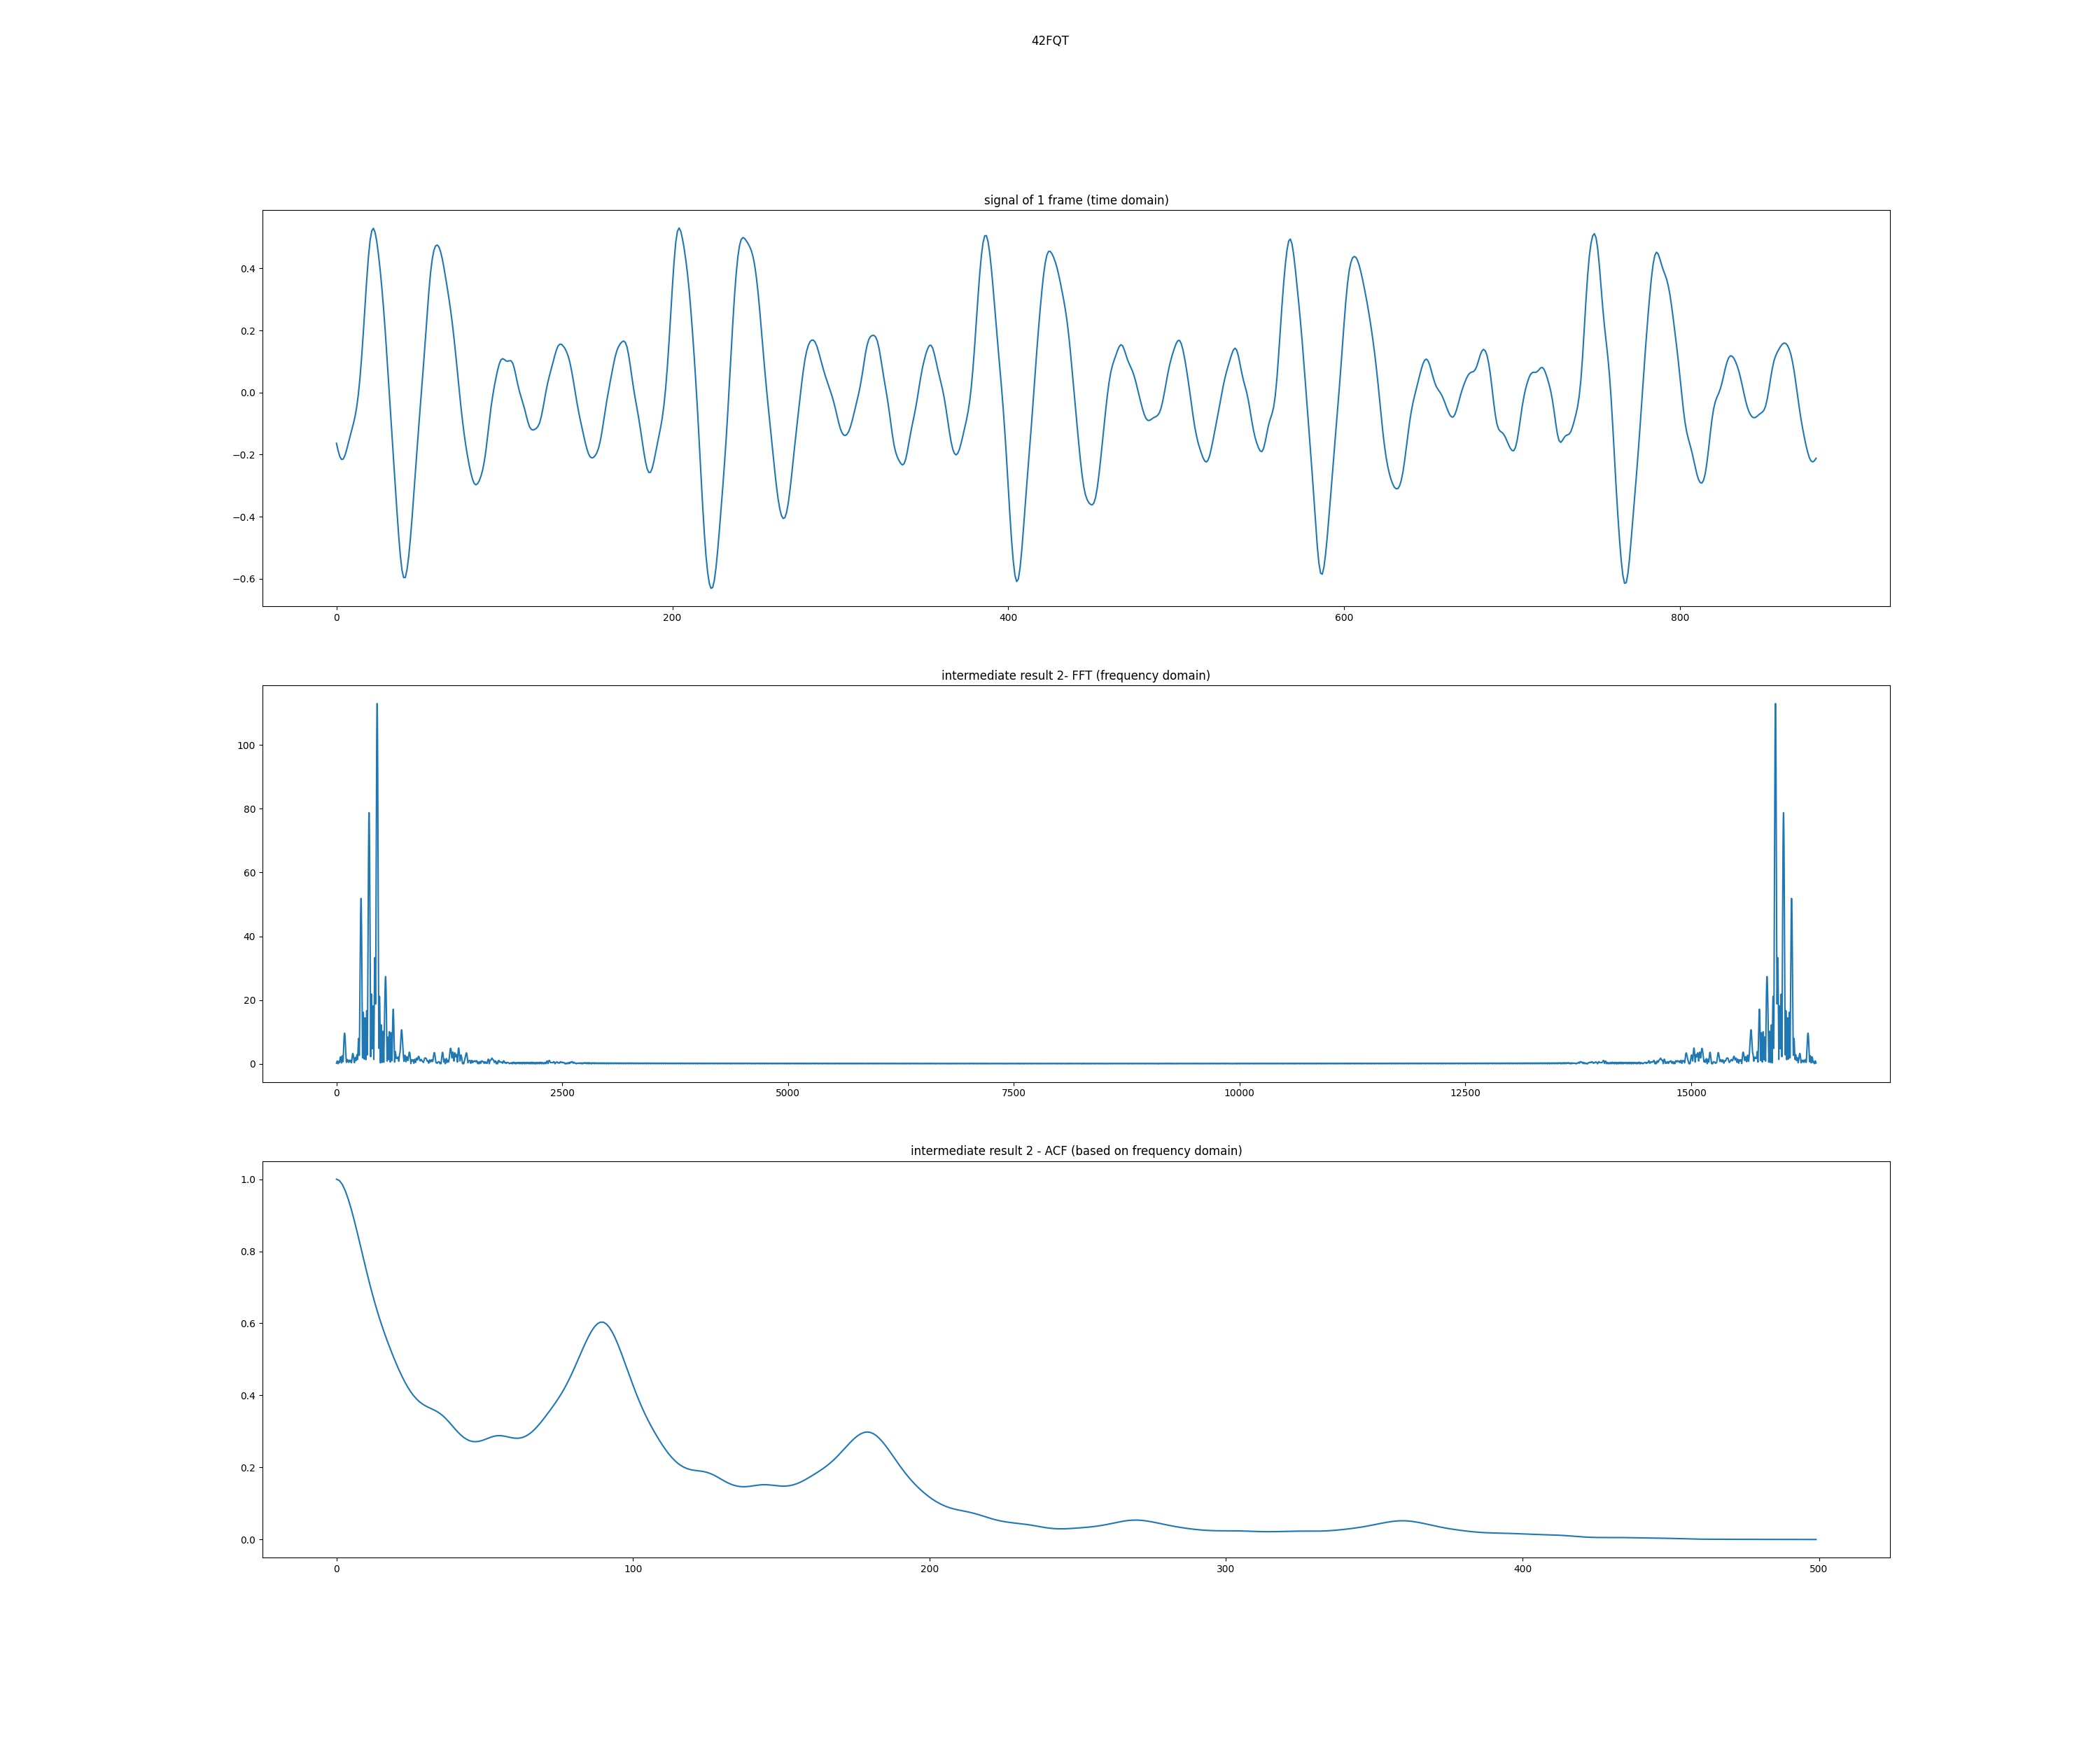 42FQT
signal of 1 frame (time domain)
0.4
0.2
0.0
−0.2
−0.4
−0.6
0 200 400 600 800
intermediate result 2- FFT (frequency domain)
100
80
60
40
20
0
0 2500 5000 7500 10000 12500 15000
intermediate result 2 - ACF (based on frequency domain)
1.0
0.8
0.6
0.4
0.2
0.0
0 100 200 300 400 500